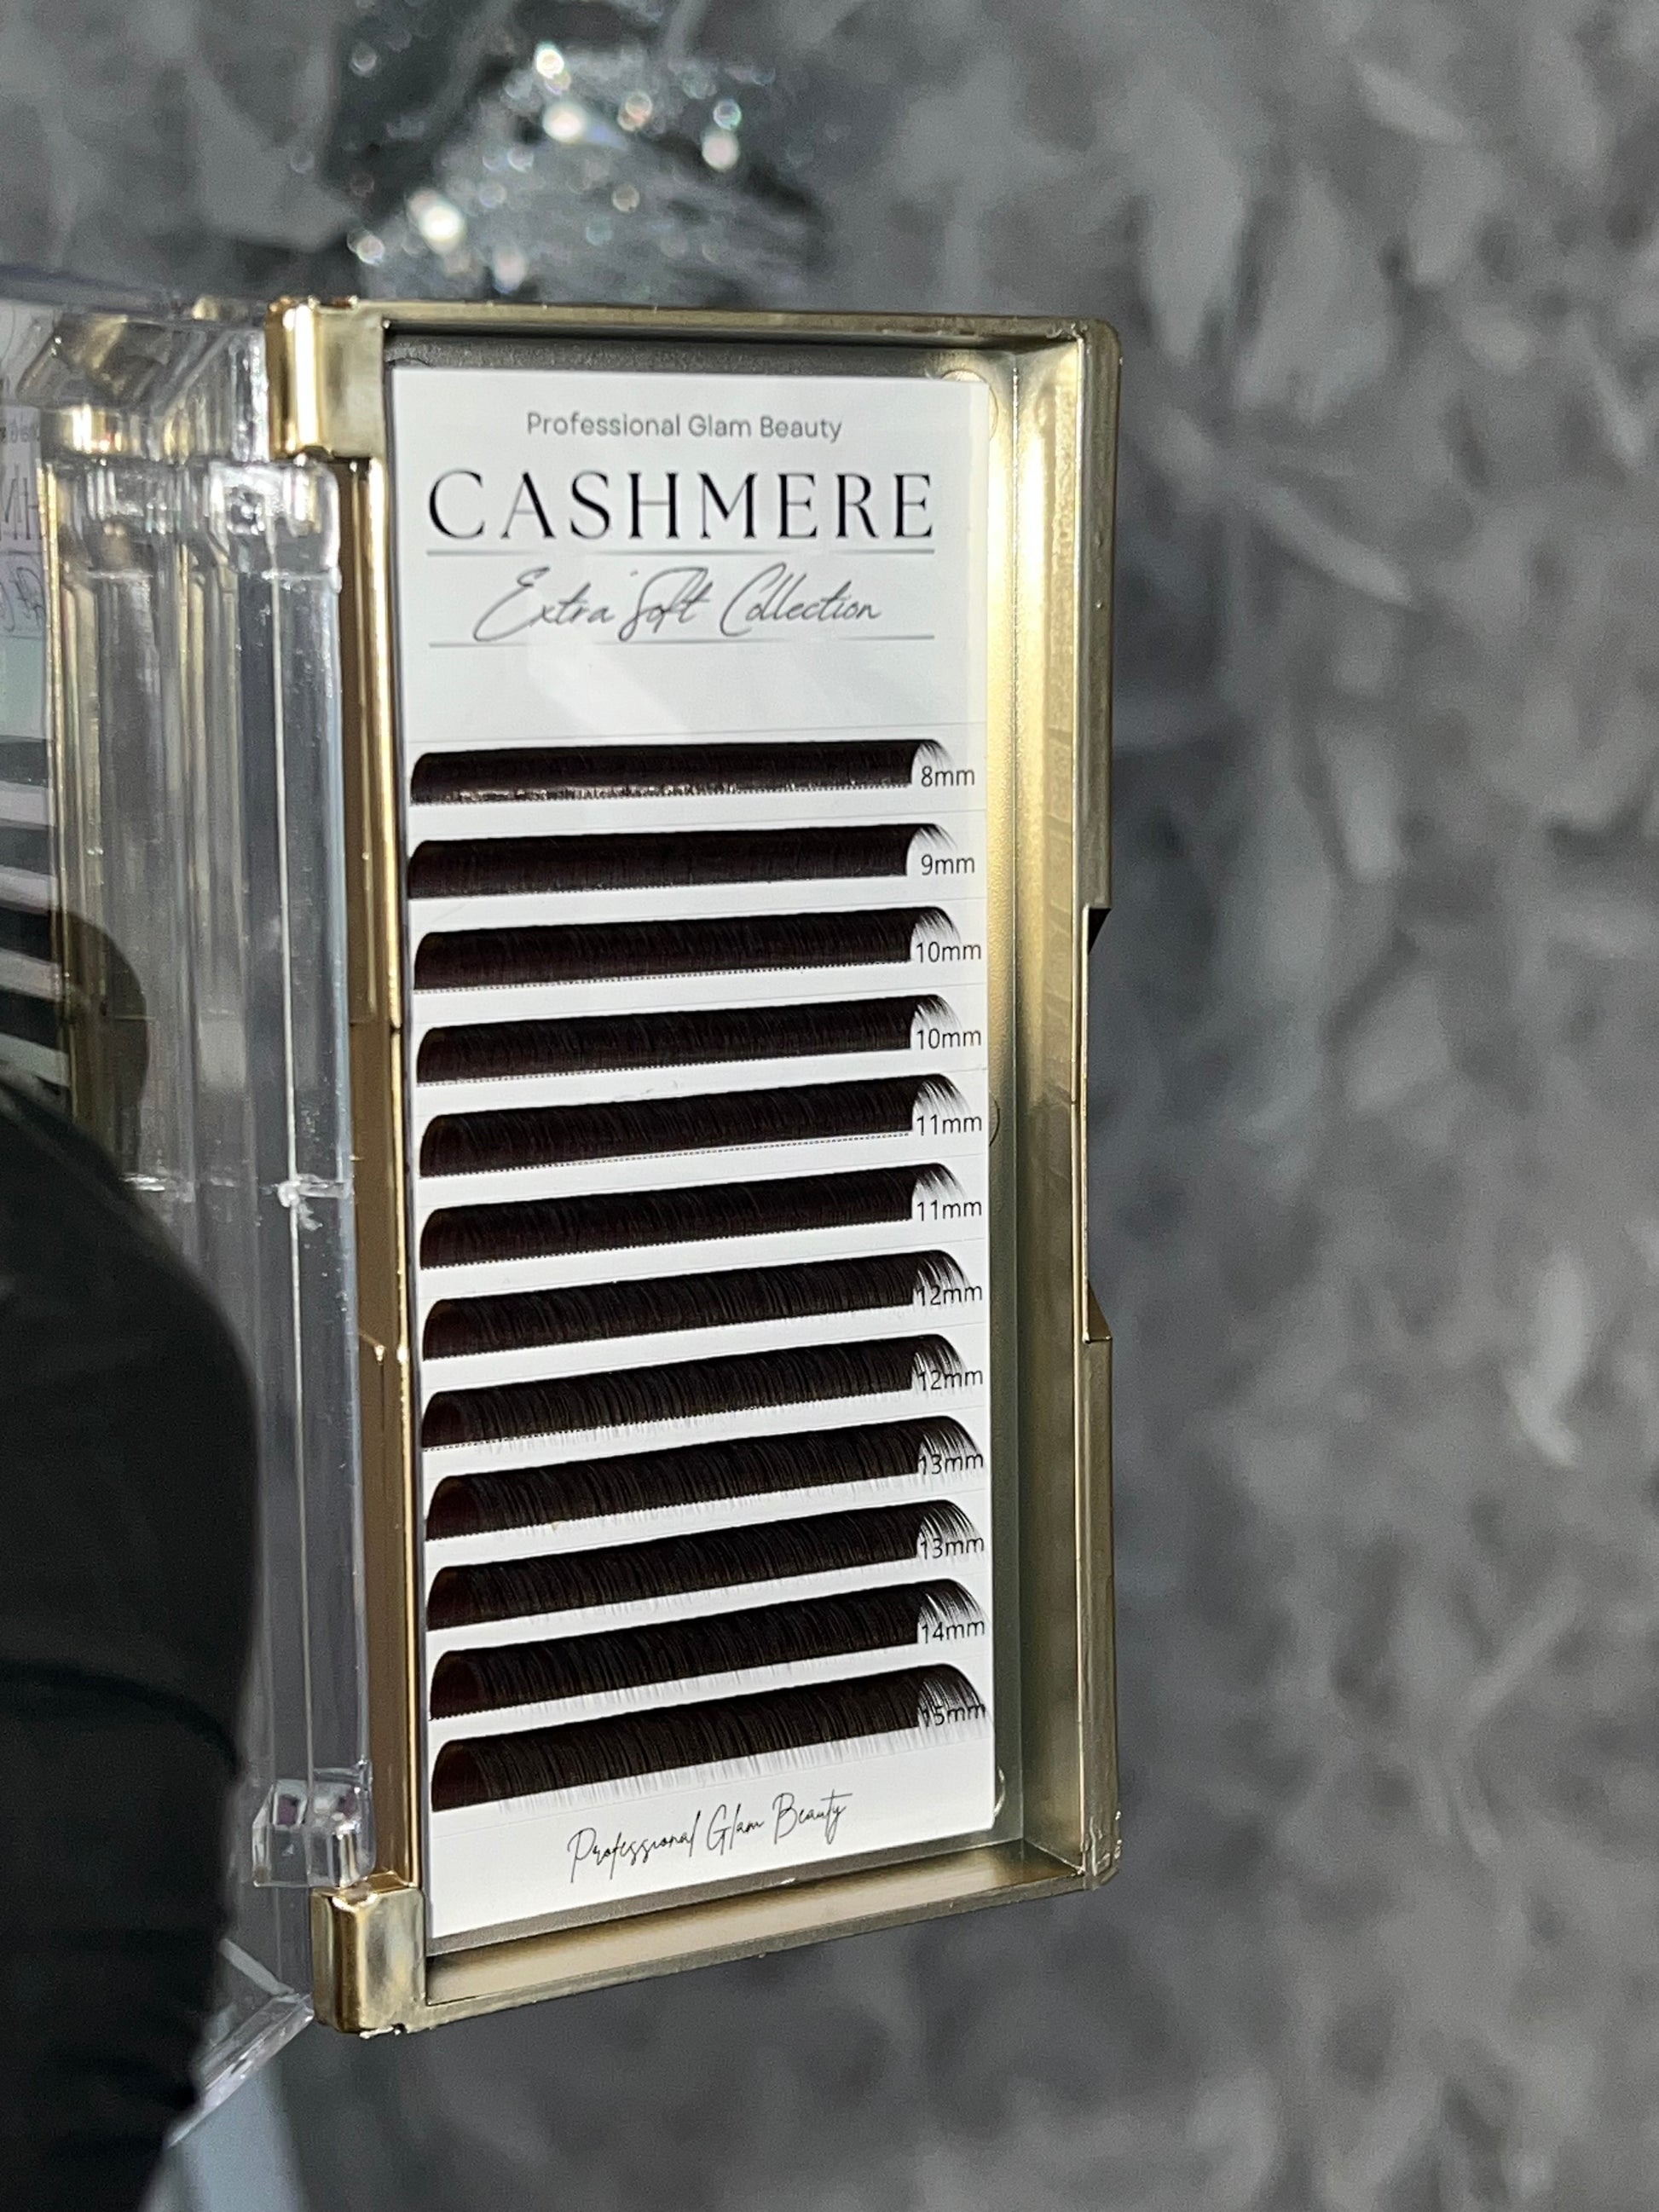 Professional Glam Beauty
CASHMERE
Extra Soft Collection
8mm
9mm
10mm
10mm
11mm
11mm
12mm
12mm
13mm
13mm
14mm
15mm
Professional Glam Beauty